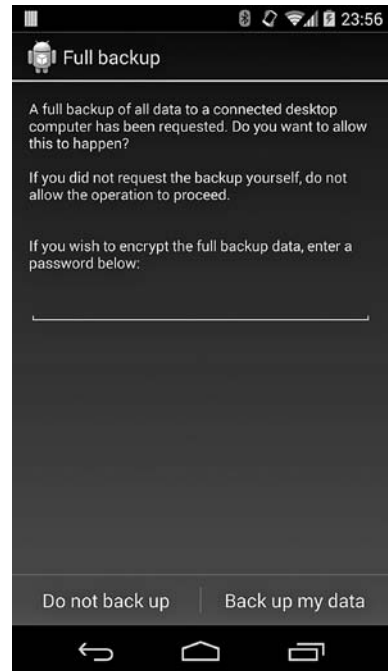 23:56
Full backup
A full backup of all data to a connected desktop
computer has been requested. Do you want to allow
this to happen?
If you did not request the backup yourself, do not
allow the operation to proceed.
If you wish to encrypt the full backup data, enter a
password below:
Do not back up Back up my data